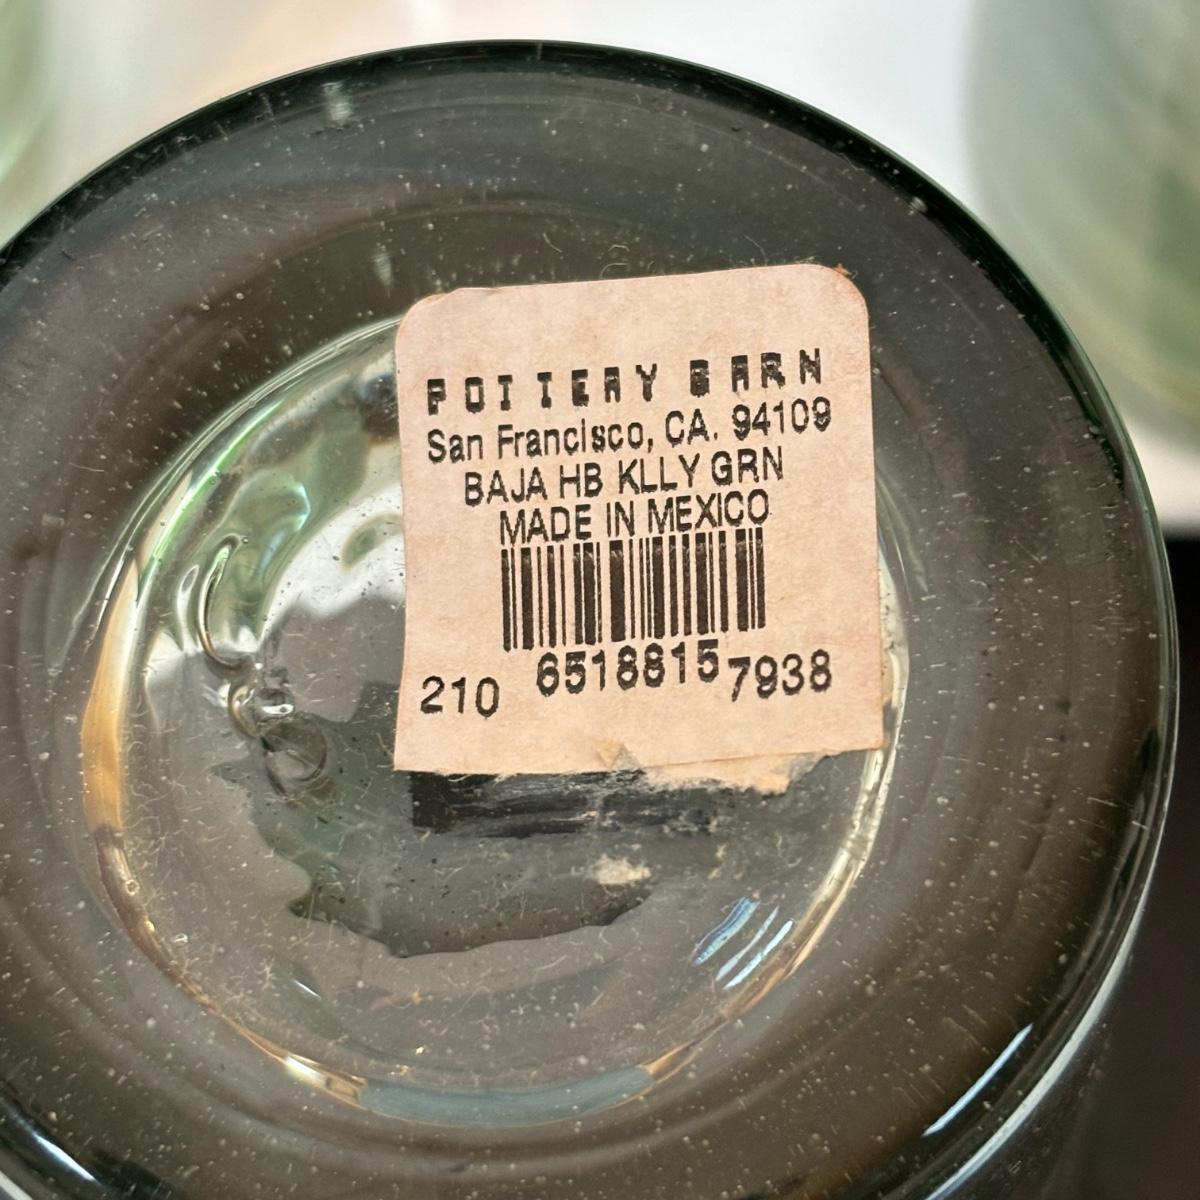 POTTERY BARN
San Francisco, CA. 94109
BAJA HB KLLY GRN
MADE IN MEXICO
210 6518815 7938